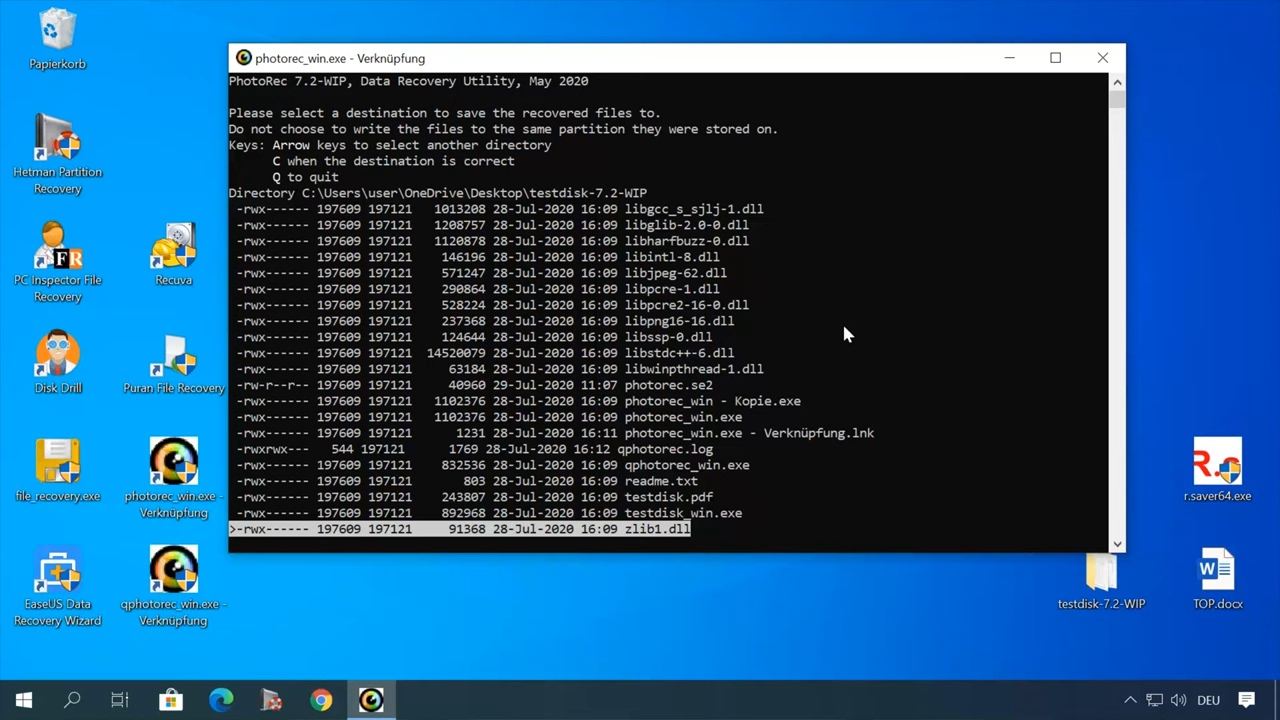 Papierkorb
Hetman Partition
Recovery
PC Inspector File
Recovery
FR
Recuva
Disk Drill
Puran File Recovery
file_recovery.exe
photorec_win.exe -
Verknüpfung
EaseUS Data
Recovery Wizard
qphotorec_win.exe -
Verknüpfung
photorec_win.exe - Verknüpfung
PhotoRec 7.2-WIP, Data Recovery Utility, May 2020
Please select a destination to save the recovered files to.
Do not choose to write the files to the same partition they were stored on.
Keys: Arrow keys to select another directory
C when the destination is correct
Q to quit
Directory C:\Users\user\OneDrive\Desktop\testdisk-7.2-WIP
-rwx------ 197609 197121 1013208 28-Jul-2020 16:09 libgcc_s_sjlj-1.dll
-rwx------ 197609 197121 1208757 28-Jul-2020 16:09 libglib-2.0-0.dll
-rwx------ 197609 197121 1120878 28-Jul-2020 16:09 libharfbuzz-0.dll
-rwx------ 197609 197121 146196 28-Jul-2020 16:09 libintl-8.dll
-rwx------ 197609 197121 571247 28-Jul-2020 16:09 libjpeg-62.dll
-rwx------ 197609 197121 290864 28-Jul-2020 16:09 libpcre-1.dll
-rwx------ 197609 197121 528224 28-Jul-2020 16:09 libpcre2-16-0.dll
-rwx------ 197609 197121 237368 28-Jul-2020 16:09 libpng16-16.dll
-rwx------ 197609 197121 124644 28-Jul-2020 16:09 libssp-0.dll
-rwx------ 197609 197121 14520079 28-Jul-2020 16:09 libstdc++-6.dll
-rwx------ 197609 197121 63184 28-Jul-2020 16:09 libwinpthread-1.dll
-rw-r--r-- 197609 197121 40960 29-Jul-2020 11:07 photorec.se2
-rwx------ 197609 197121 1102376 28-Jul-2020 16:09 photorec_win - Kopie.exe
-rwx------ 197609 197121 1102376 28-Jul-2020 16:09 photorec_win.exe
-rwx------ 197609 197121 1231 28-Jul-2020 16:11 photorec_win.exe - Verknüpfung.lnk
-rwxrwx--- 544 197121 1769 28-Jul-2020 16:12 qphotorec.log
-rwx------ 197609 197121 832536 28-Jul-2020 16:09 qphotorec_win.exe
-rwx------ 197609 197121 803 28-Jul-2020 16:09 readme.txt
-rwx------ 197609 197121 243807 28-Jul-2020 16:09 testdisk.pdf
-rwx------ 197609 197121 892968 28-Jul-2020 16:09 testdisk_win.exe
>-rwx------ 197609 197121 91368 28-Jul-2020 16:09 zlib1.dll
R.s
r.saver64.exe
testdisk-7.2-WIP
W
TOP.docx
DEU